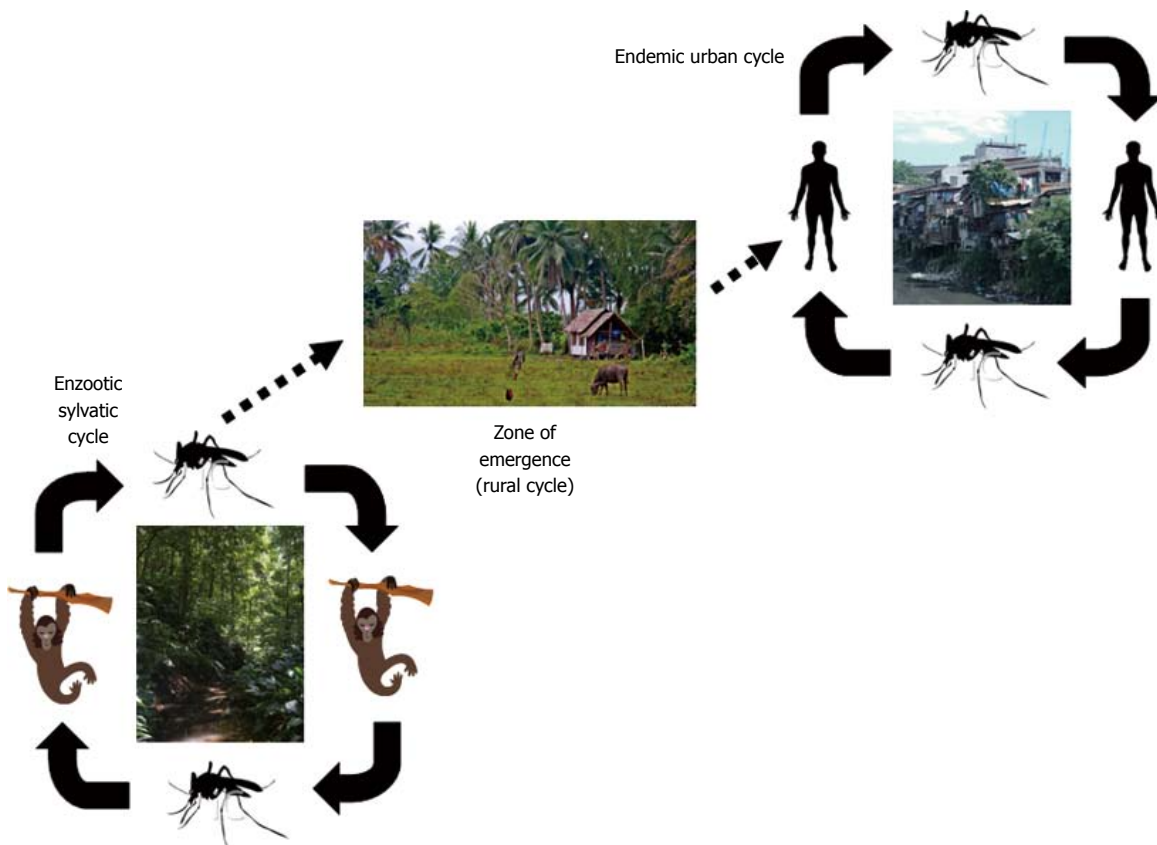 Endemic urban cycle
Enzootic
sylvatic
cycle
Zone of
emergence
(rural cycle)